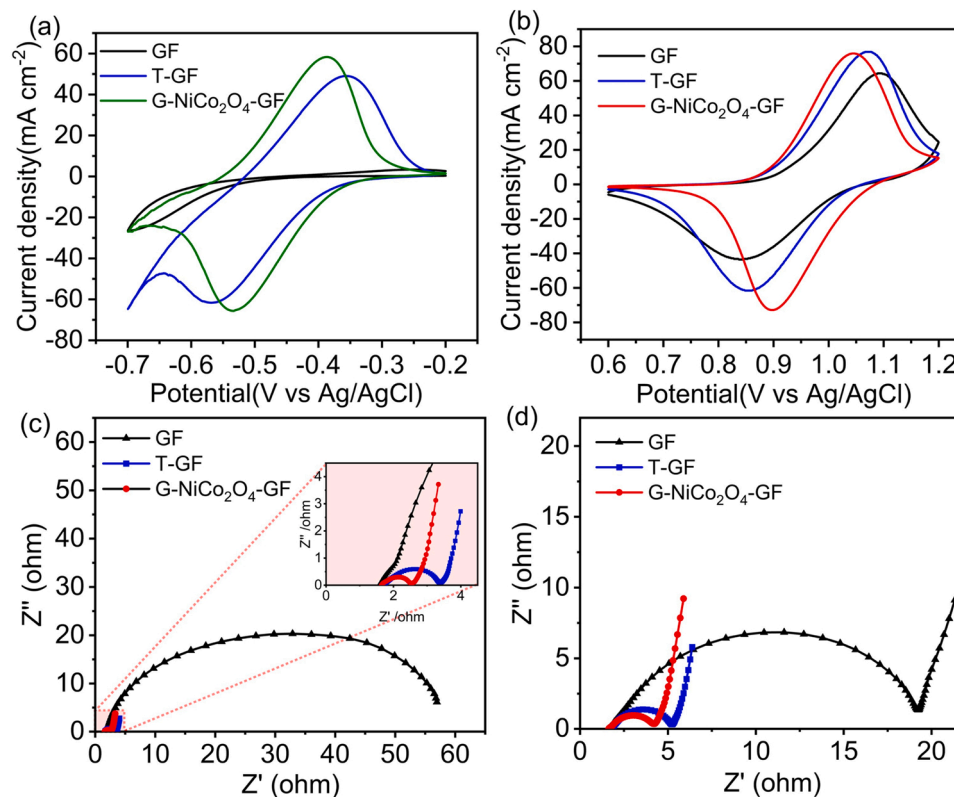 (a)
GF
T-GF
G-NiCo₂O₄-GF
60
40
20
0
-20
-40
-60
-80
-0.7 -0.6 -0.5 -0.4 -0.3 -0.2
Current density(mA cm⁻²)
Potential(V vs Ag/AgCl)
(b)
GF
T-GF
G-NiCo₂O₄-GF
80
60
40
20
0
-20
-40
-60
-80
0.6 0.7 0.8 0.9 1.0 1.1 1.2
Current density(mA cm⁻²)
Potential(V vs Ag/AgCl)
(c)
GF
T-GF
G-NiCo₂O₄-GF
60
50
40
30
20
10
0
0 10 20 30 40 50 60
Z" (ohm)
Z' (ohm)
4
3
2
1
0
0 2 4
Z" /ohm
Z' /ohm
(d)
GF
T-GF
G-NiCo₂O₄-GF
20
15
10
5
0
0 5 10 15 20
Z" (ohm)
Z' (ohm)